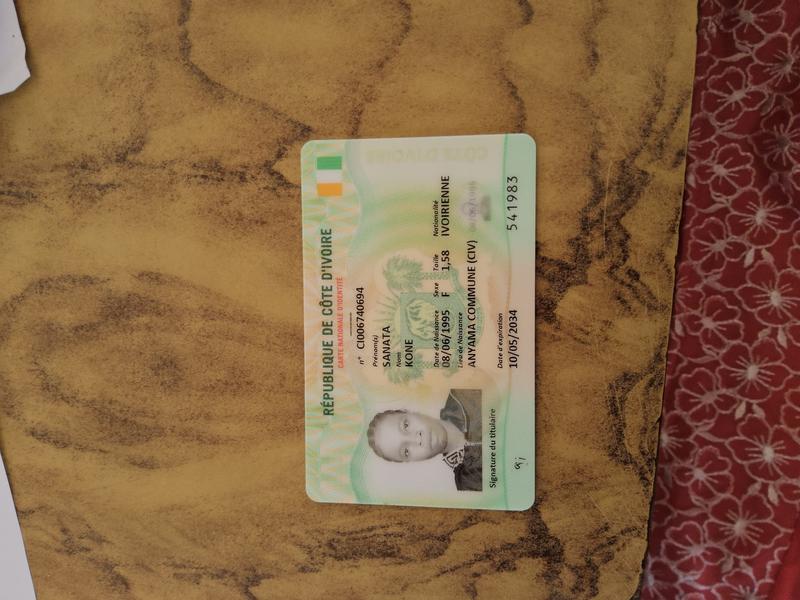 RÉPUBLIQUE DE CÔTE D'IVOIRE
CARTE NATIONALE D'IDENTITÉ
n° CI006740694
Prénom(s)
SANATA
Nom
KONE
Date de Naissance Sexe Taille Nationalité
08/06/1995 F 1,58 IVOIRIENNE
Lieu de Naissance
ANYAMA COMMUNE (CIV)
Date d'expiration
10/05/2034
541983
Signature du titulaire